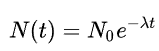 N(t) = N₀e^{-λt}